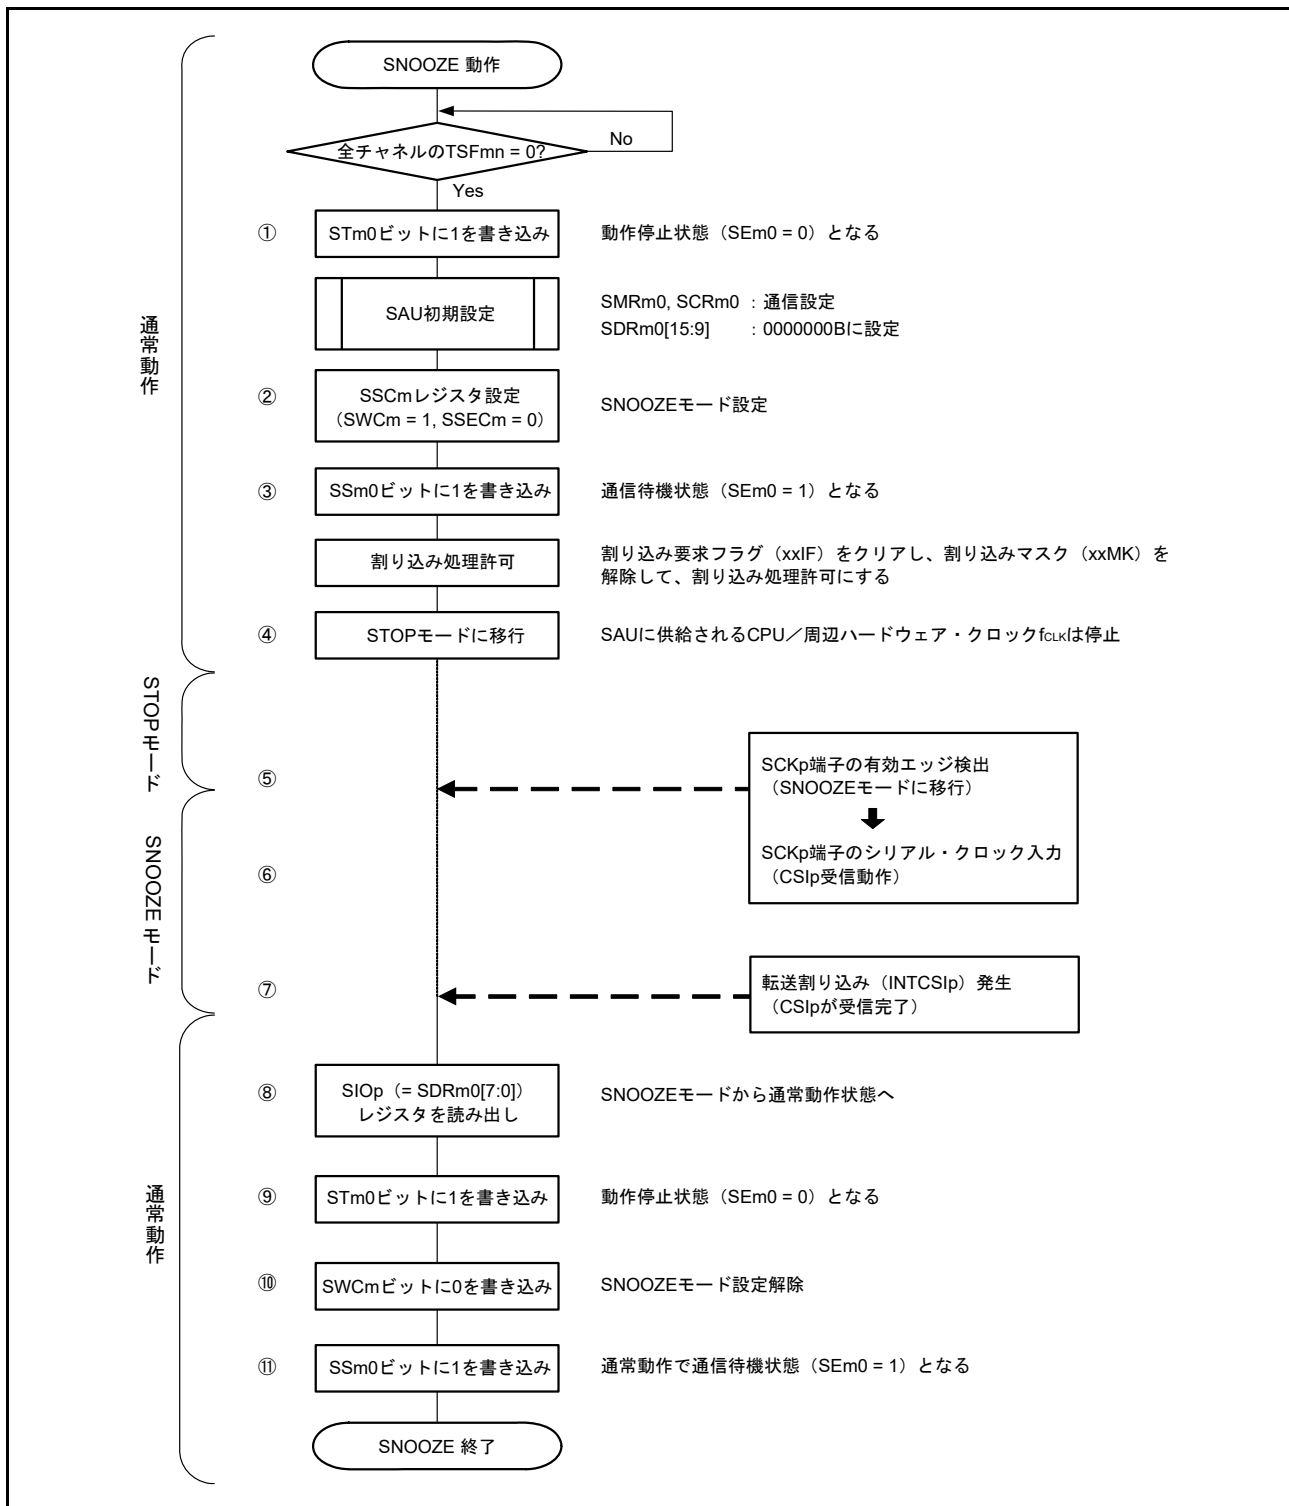 SNOOZE 動作
全チャネルのTSFmn = 0?
No
Yes
通常動作
①
STm0ビットに1を書き込み
動作停止状態（SEm0 = 0）となる
SAU初期設定
SMRm0, SCRm0 ：通信設定
SDRm0[15:9] ：0000000Bに設定
②
SSCmレジスタ設定
（SWCm = 1, SSECm = 0）
SNOOZEモード設定
③
SSm0ビットに1を書き込み
通信待機状態（SEm0 = 1）となる
割り込み処理許可
割り込み要求フラグ（xxIF）をクリアし、割り込みマスク（xxMK）を
解除して、割り込み処理許可にする
④
STOPモードに移行
SAUに供給されるCPU／周辺ハードウェア・クロックfCLKは停止
STOPモード
⑤
SCKp端子の有効エッジ検出
（SNOOZEモードに移行）
SNOOZEモード
⑥
SCKp端子のシリアル・クロック入力
（CSIp受信動作）
⑦
転送割り込み（INTCSIp）発生
（CSIpが受信完了）
通常動作
⑧
SIOp（= SDRm0[7:0]）
レジスタを読み出し
SNOOZEモードから通常動作状態へ
⑨
STm0ビットに1を書き込み
動作停止状態（SEm0 = 0）となる
⑩
SWCmビットに0を書き込み
SNOOZEモード設定解除
⑪
SSm0ビットに1を書き込み
通常動作で通信待機状態（SEm0 = 1）となる
SNOOZE 終了